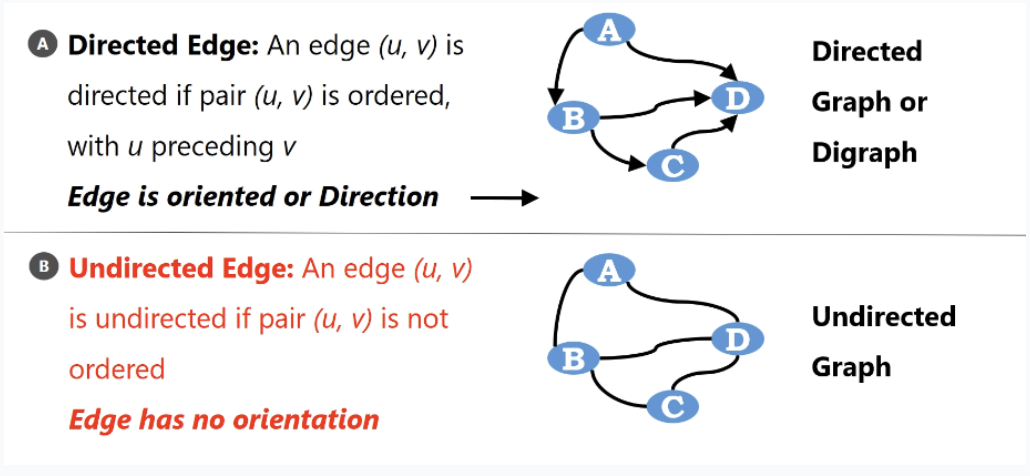 A Directed Edge: An edge (u, v) is
directed if pair (u, v) is ordered,
with u preceding v
Edge is oriented or Direction
A
B
C
D
Directed
Graph or
Digraph
B Undirected Edge: An edge (u, v)
is undirected if pair (u, v) is not
ordered
Edge has no orientation
A
B
C
D
Undirected
Graph